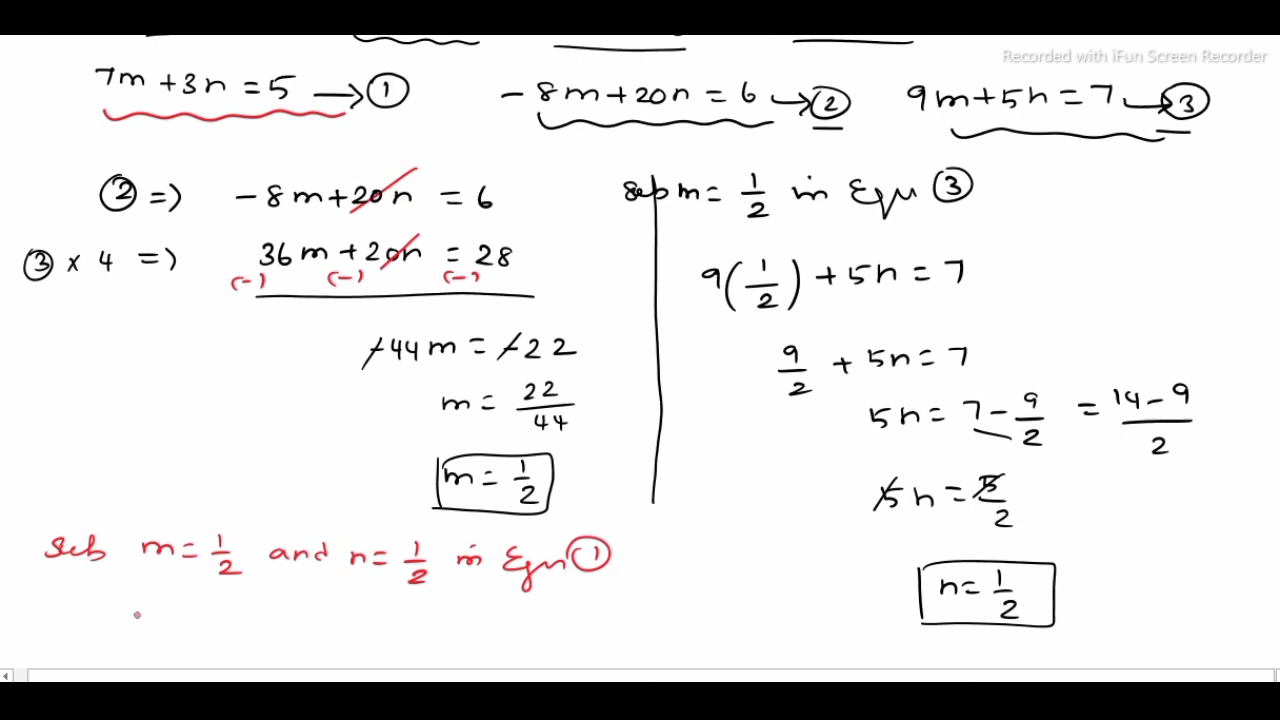 Recorded with iFun Screen Recorder
7m + 3n = 5 → ①
- 8m + 20n = 6 → ②
9m + 5n = 7 → ③
② => - 8m + 20n = 6
③ × 4 => 36m + 20n = 28
(-) (-) (-)
-44m = -22
m = 22/44
m = 1/2
sub m = 1/2 in Equ ③
9(1/2) + 5n = 7
9/2 + 5n = 7
5n = 7 - 9/2 = 14 - 9/2
5n = 5/2
n = 1/2
Sub m = 1/2 and n = 1/2 in Equ ①